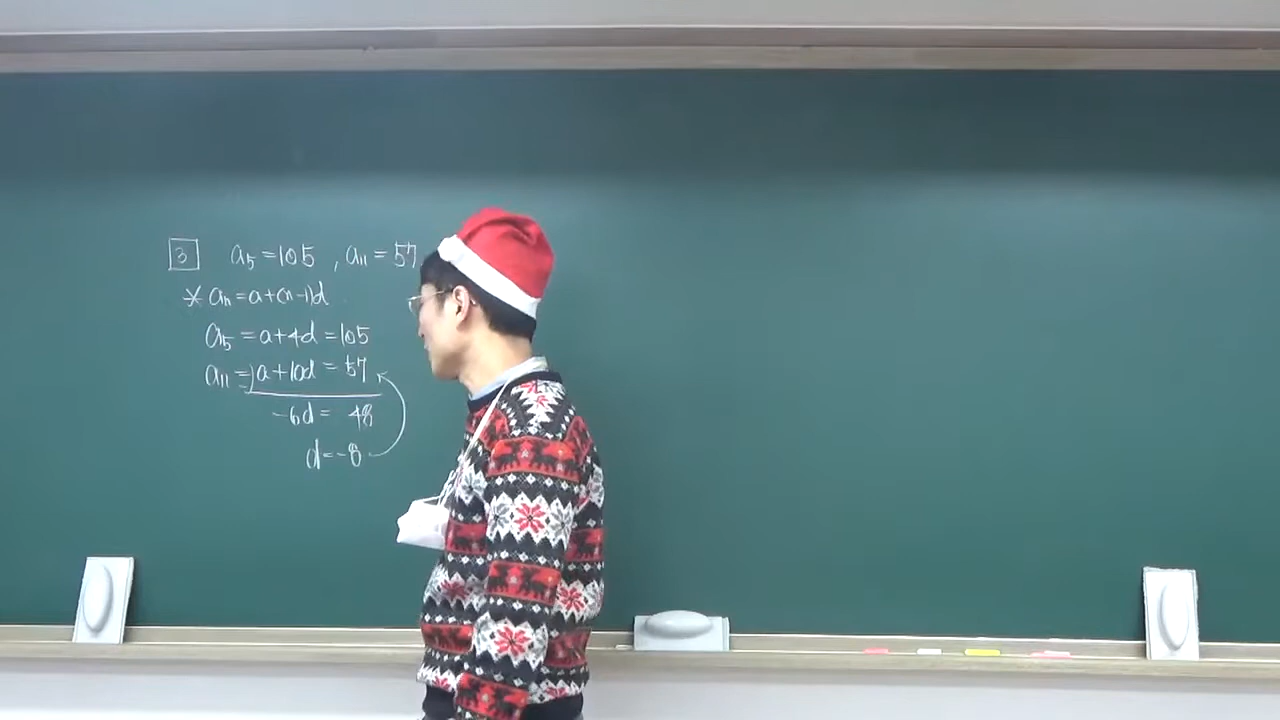 3 a₅ = 105 , a₁₁ = 57
* aₙ = a+(n-1)d
a₅ = a+4d = 105
a₁₁ = a+10d = 57
-6d = 48
d = -8